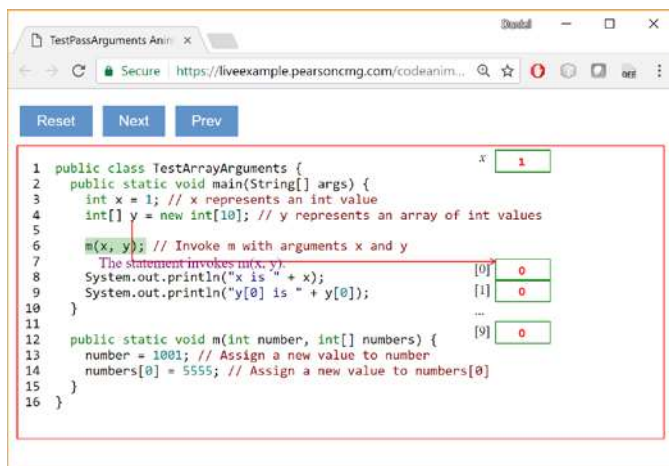 Daniel
TestPassArguments Anim ×
Secure https://liveexample.pearsoncmg.com/codeanim...
Reset Next Prev
x 1
1 public class TestArrayArguments {
2 public static void main(String[] args) {
3 int x = 1; // x represents an int value
4 int[] y = new int[10]; // y represents an array of int values
5
6 m(x, y); // Invoke m with arguments x and y
7 The statement invokes m(x, y).
[0] 0
8 System.out.println("x is " + x);
9 System.out.println("y[0] is " + y[0]);
[1] 0
10 }
...
11
[9] 0
12 public static void m(int number, int[] numbers) {
13 number = 1001; // Assign a new value to number
14 numbers[0] = 5555; // Assign a new value to numbers[0]
15 }
16 }